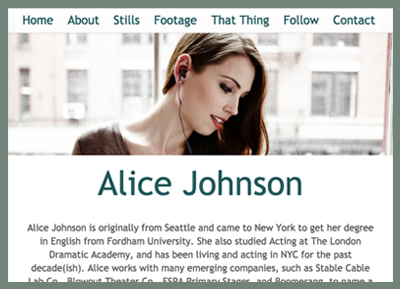 Home About Stills Footage That Thing Follow Contact
Alice Johnson
Alice Johnson is originally from Seattle and came to New York to get her degree
in English from Fordham University. She also studied Acting at The London
Dramatic Academy, and has been living and acting in NYC for the past
decade(ish). Alice works with many emerging companies, such as Stable Cable
Lab Co., Blowout Theater Co., ESPA Primary Stages, and Boomerang, to name a